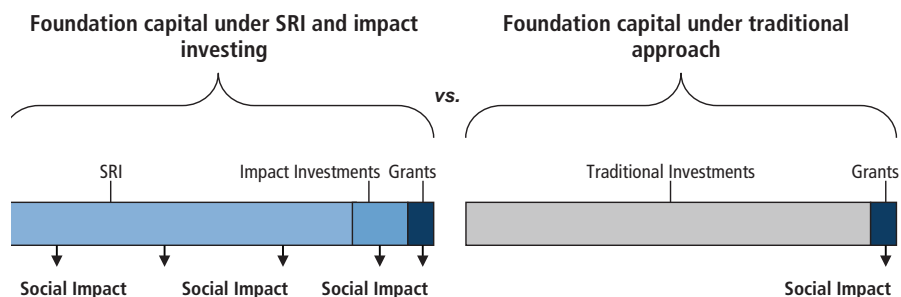 Foundation capital under SRI and impact
investing
vs.
Foundation capital under traditional
approach
SRI
Impact Investments
Grants
Traditional Investments
Grants
Social Impact
Social Impact
Social Impact
Social Impact